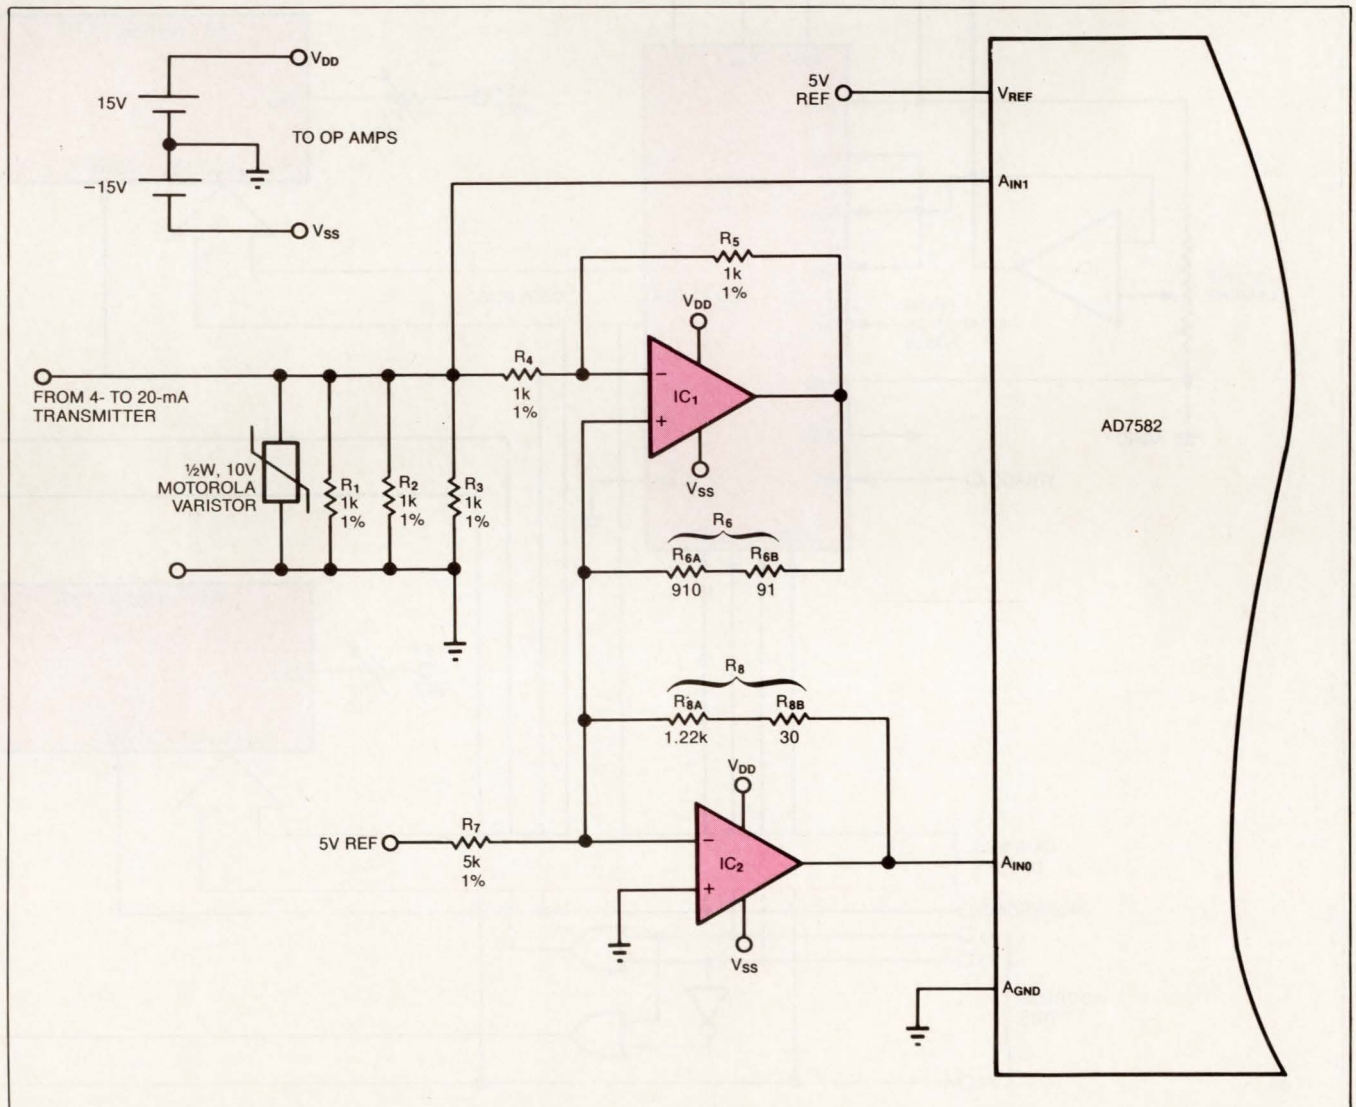 VDD
15V
TO OP AMPS
−15V
VSS
5V
REF
VREF
AIN1
R5
1k
1%
VDD
R4
1k
1%
−
IC1
+
VSS
FROM 4- TO 20-mA
TRANSMITTER
AD7582
½W, 10V
MOTOROLA
VARISTOR
R1
1k
1%
R2
1k
1%
R3
1k
1%
R6
R6A
910
R6B
91
R8
R8A
1.22k
R8B
30
VDD
5V REF
R7
5k
1%
−
IC2
+
VSS
AIN0
AGND